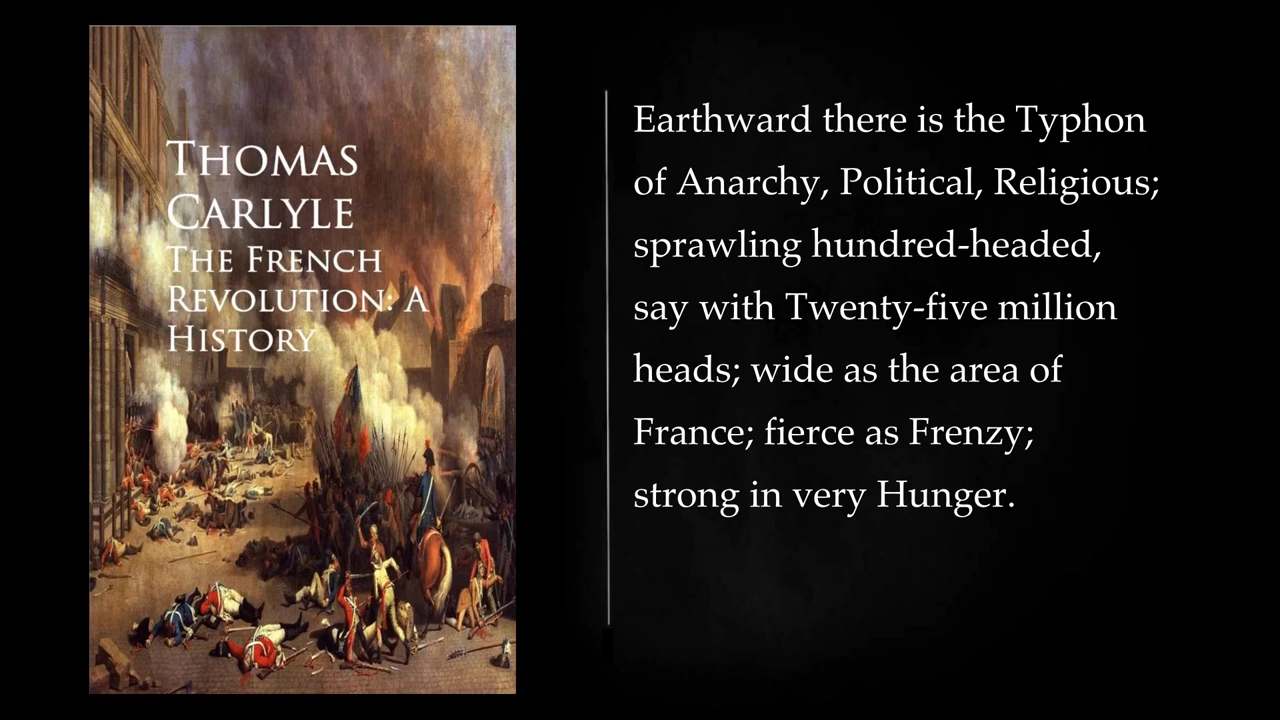 THOMAS
CARLYLE
THE FRENCH
REVOLUTION: A
HISTORY
Earthward there is the Typhon
of Anarchy, Political, Religious;
sprawling hundred-headed,
say with Twenty-five million
heads; wide as the area of
France; fierce as Frenzy;
strong in very Hunger.